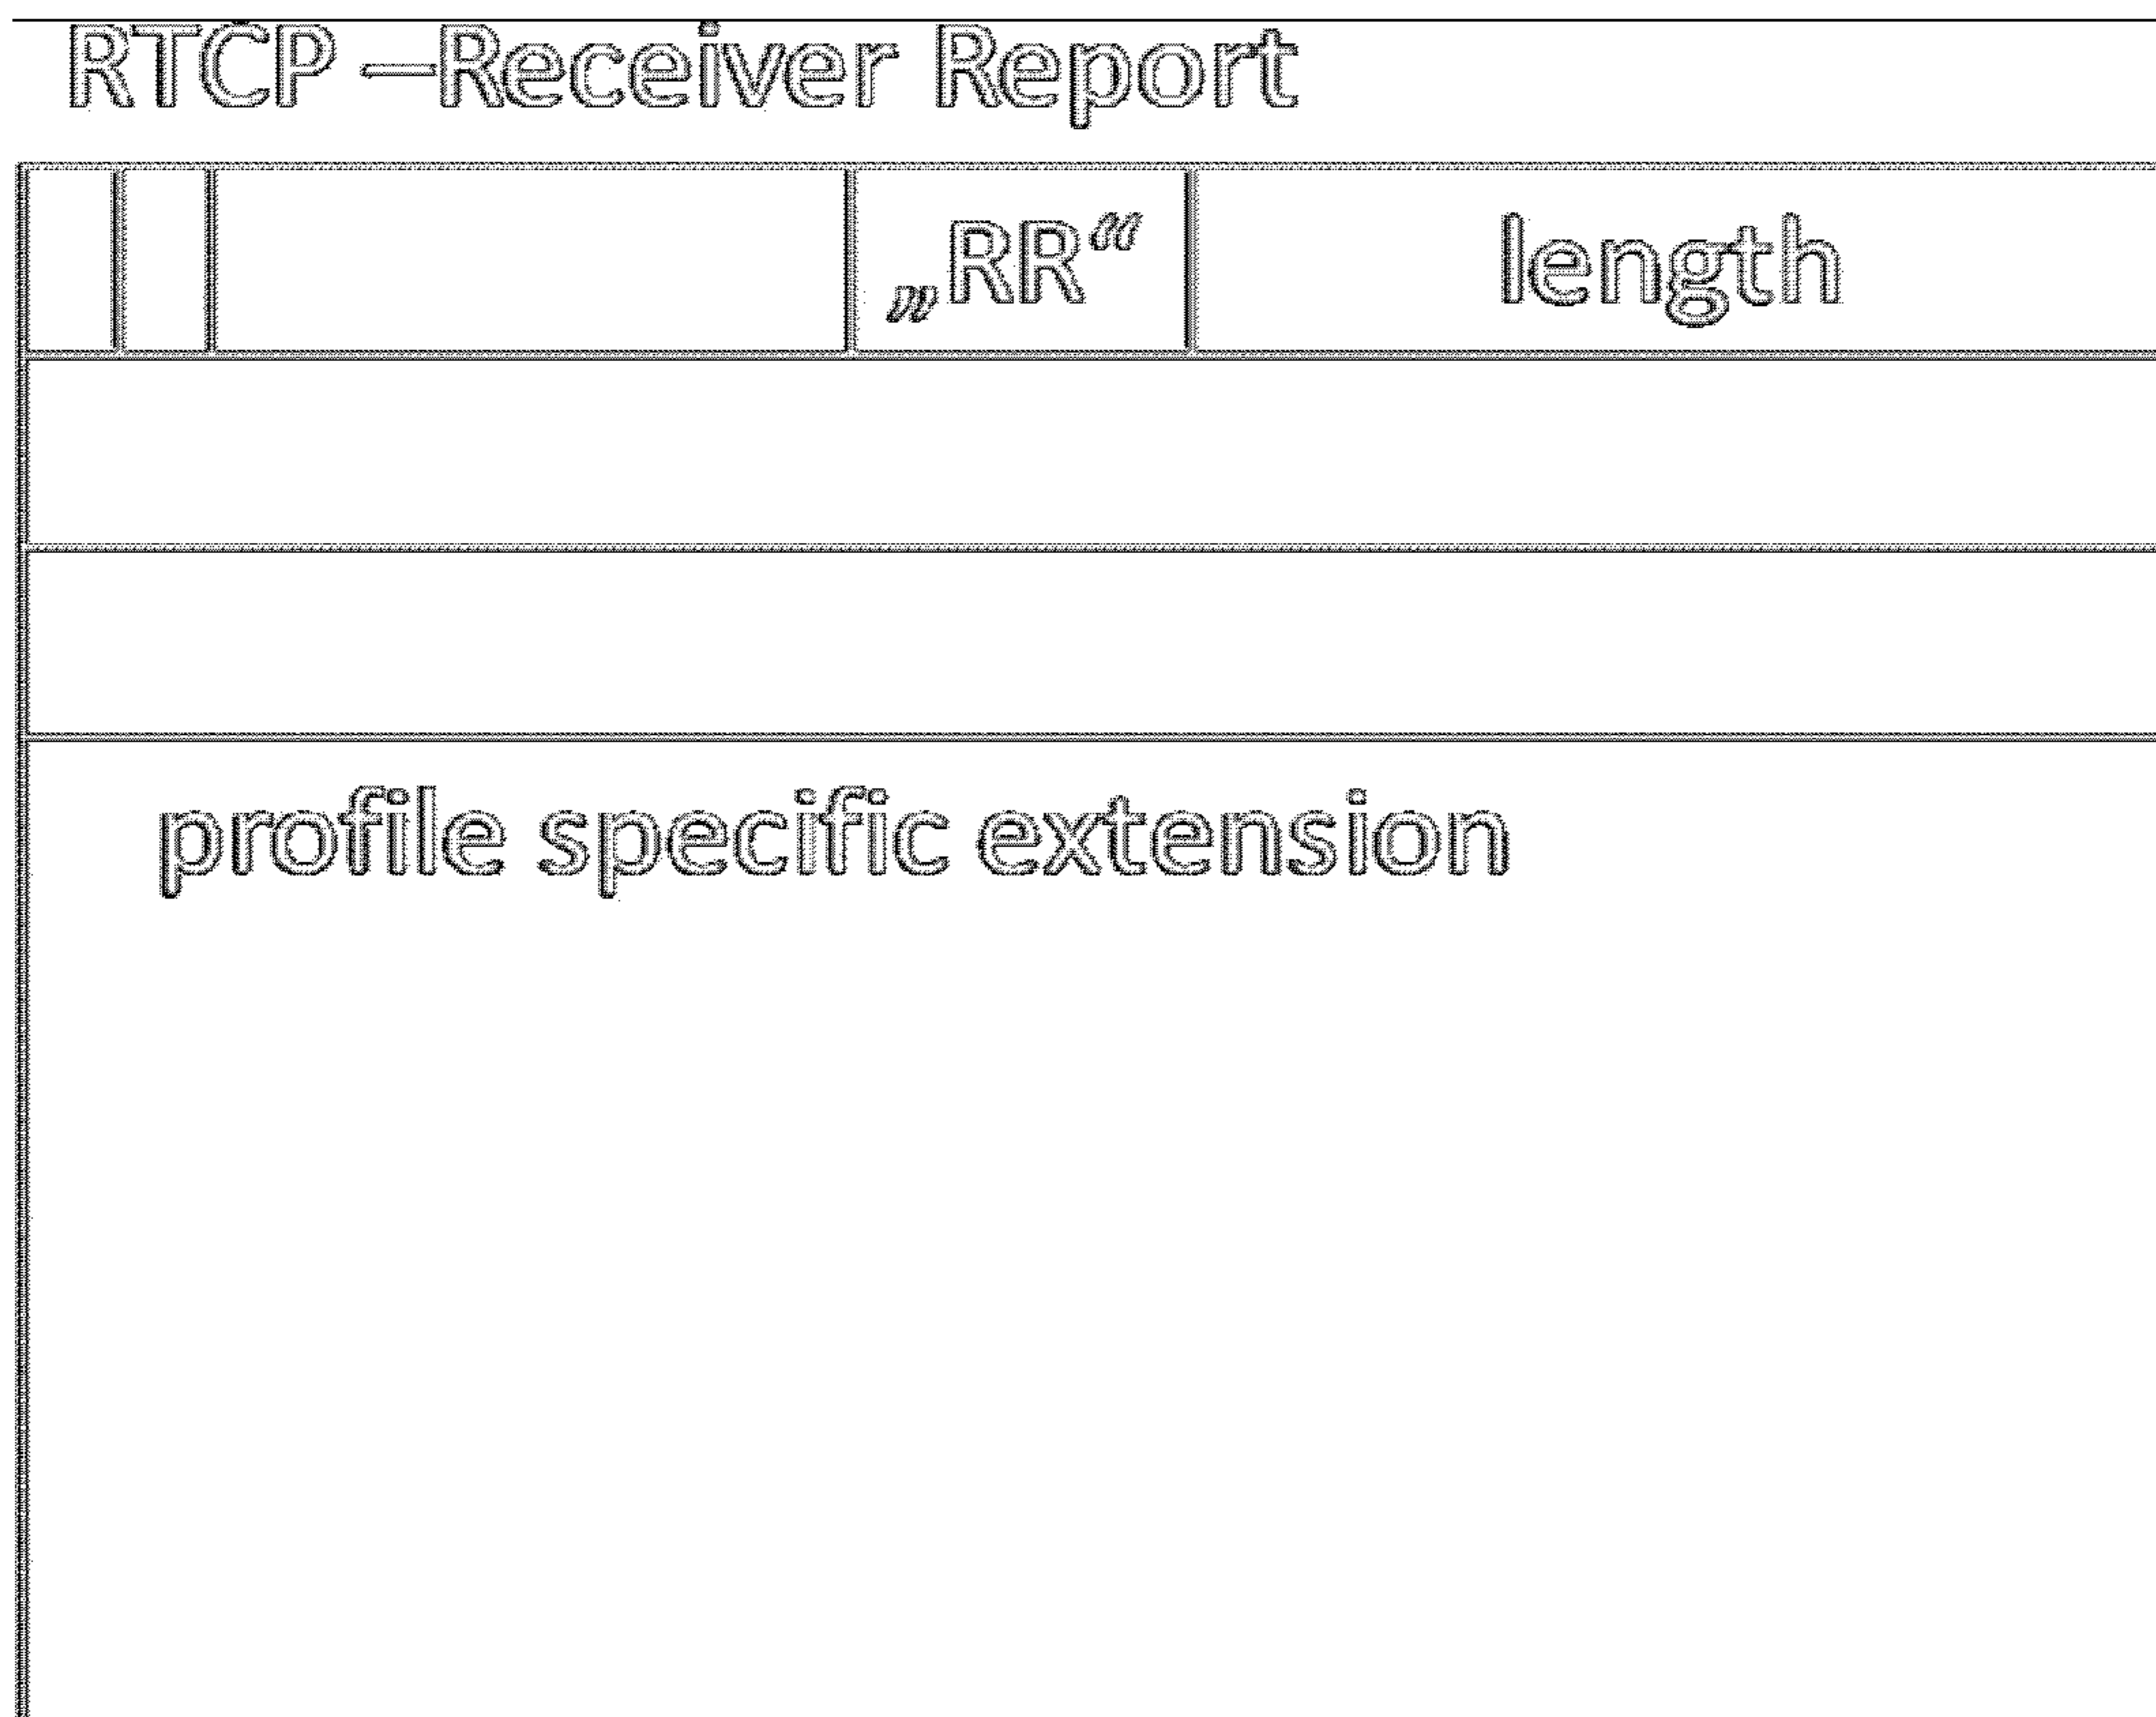 RTCP –Receiver Report
„RR“ length
profile specific extension